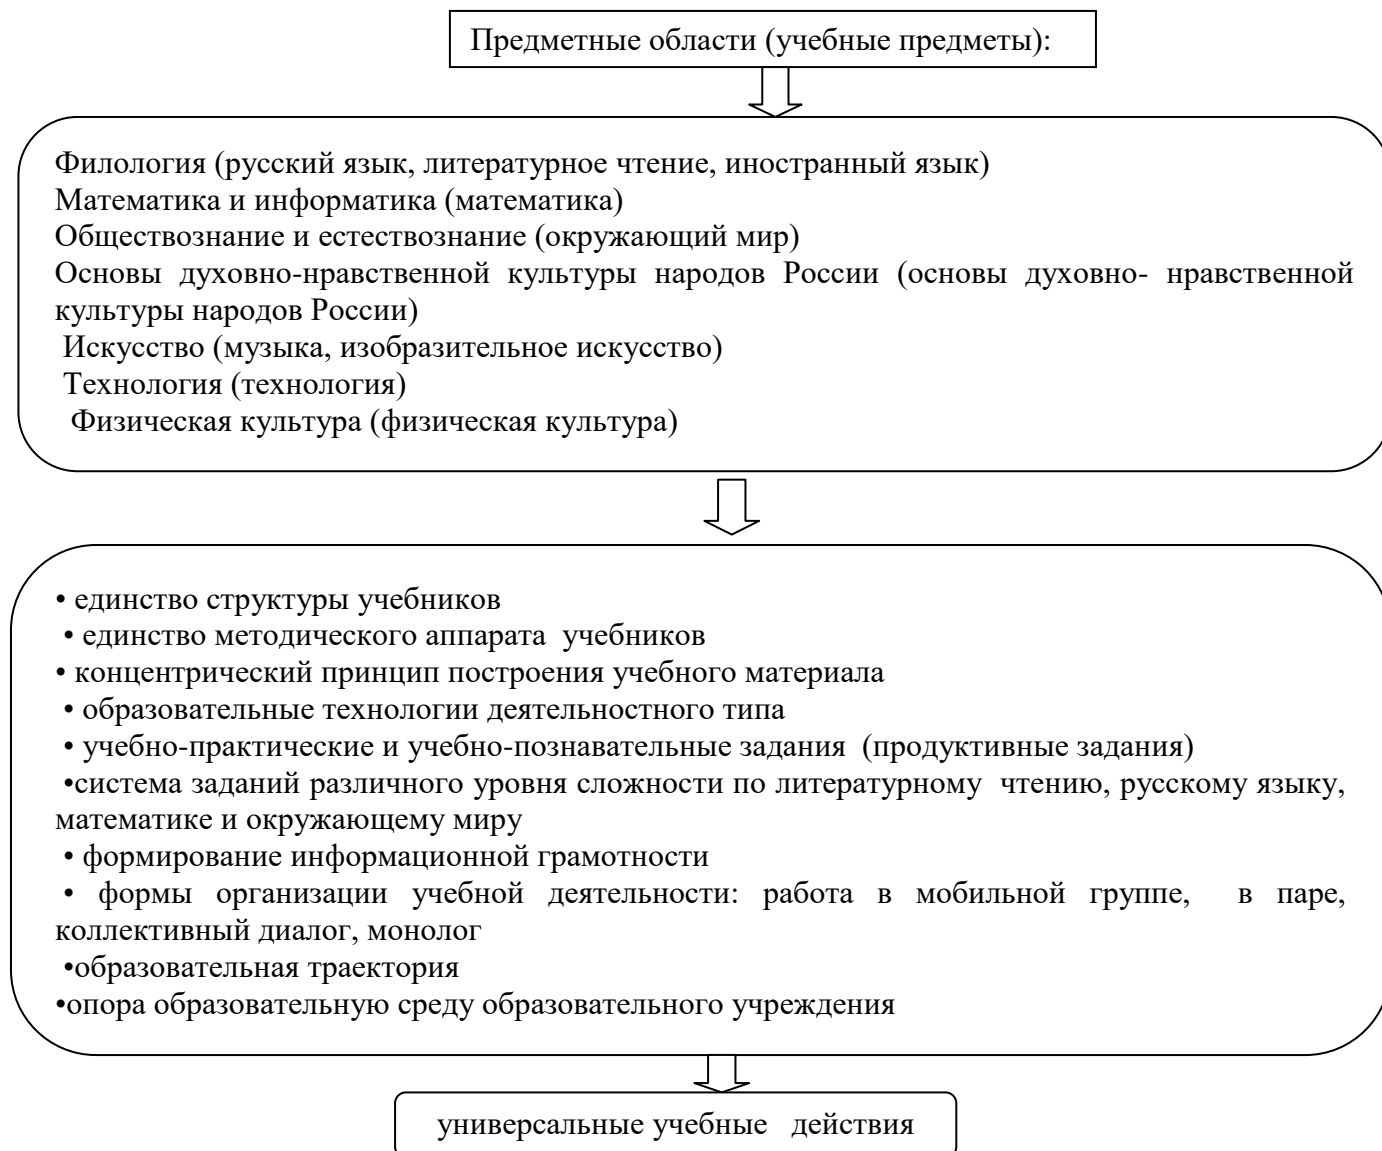 Предметные области (учебные предметы):
Филология (русский язык, литературное чтение, иностранный язык)
Математика и информатика (математика)
Обществознание и естествознание (окружающий мир)
Основы духовно-нравственной культуры народов России (основы духовно- нравственной
культуры народов России)
Искусство (музыка, изобразительное искусство)
Технология (технология)
Физическая культура (физическая культура)
• единство структуры учебников
• единство методического аппарата учебников
• концентрический принцип построения учебного материала
• образовательные технологии деятельностного типа
• учебно-практические и учебно-познавательные задания (продуктивные задания)
•система заданий различного уровня сложности по литературному чтению, русскому языку,
математике и окружающему миру
• формирование информационной грамотности
• формы организации учебной деятельности: работа в мобильной группе, в паре,
коллективный диалог, монолог
•образовательная траектория
•опора образовательную среду образовательного учреждения
универсальные учебные действия